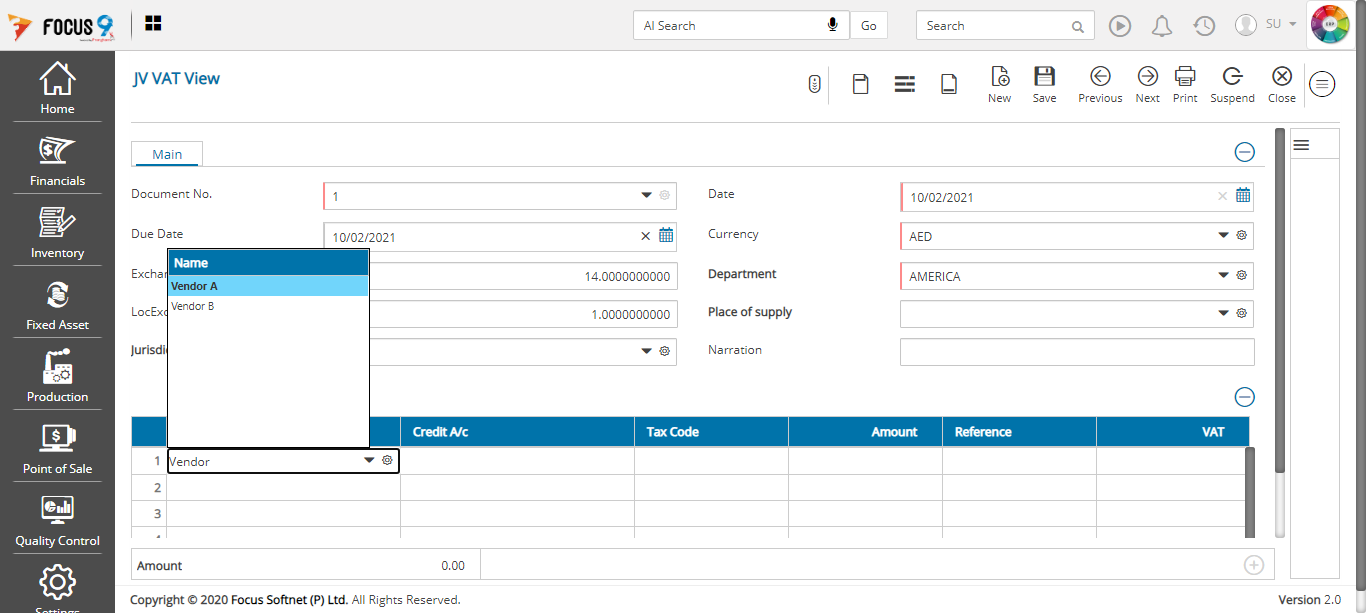 FOCUS 9
AI Search
Go
Search
SU
Home
Financials
Inventory
Fixed Asset
Production
Point of Sale
Quality Control
Settings
JV VAT View
New
Save
Previous
Next
Print
Suspend
Close
Main
Document No.
1
Date
10/02/2021
Due Date
10/02/2021
Currency
AED
Exchan
14.0000000000
Department
AMERICA
LocExc
1.0000000000
Place of supply
Jurisdi
Narration
Name
Vendor A
Vendor B
Credit A/c
Tax Code
Amount
Reference
VAT
1
Vendor
2
3
4
Amount
0.00
Copyright © 2020 Focus Softnet (P) Ltd. All Rights Reserved.
Version 2.0